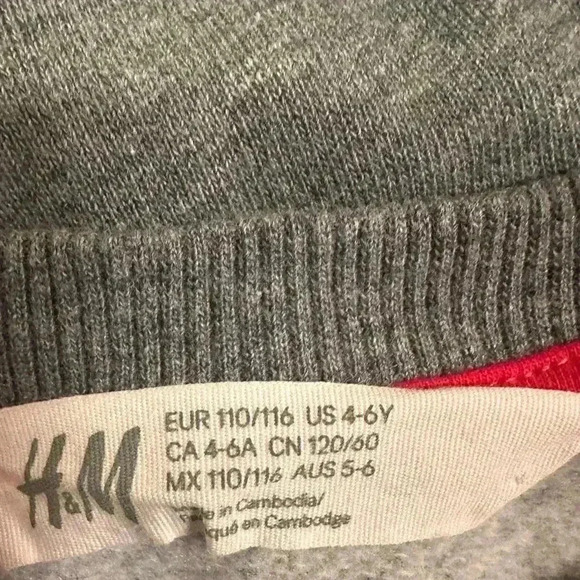 H&M
EUR 110/116 US 4-6Y
CA 4-6A CN 120/60
MX 110/116 AUS 5-6
in Cambodia/
qué en Cambodge